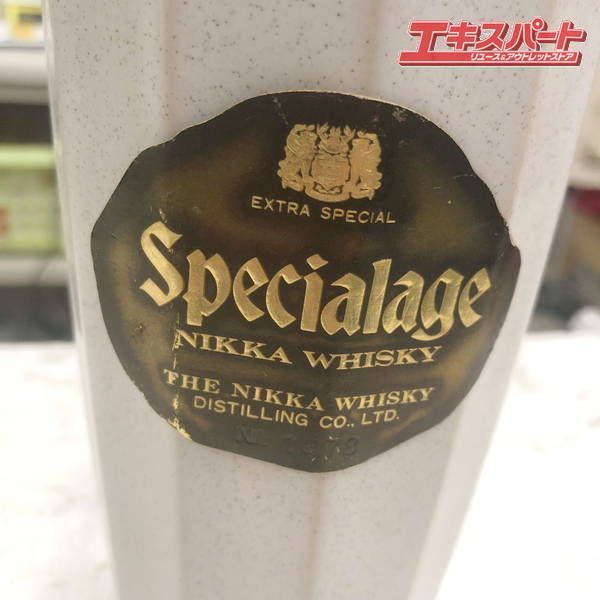 エキスパート
リユース&アウトレットストア
EXTRA SPECIAL
Specialage
NIKKA WHISKY
THE NIKKA WHISKY
DISTILLING CO., LTD.